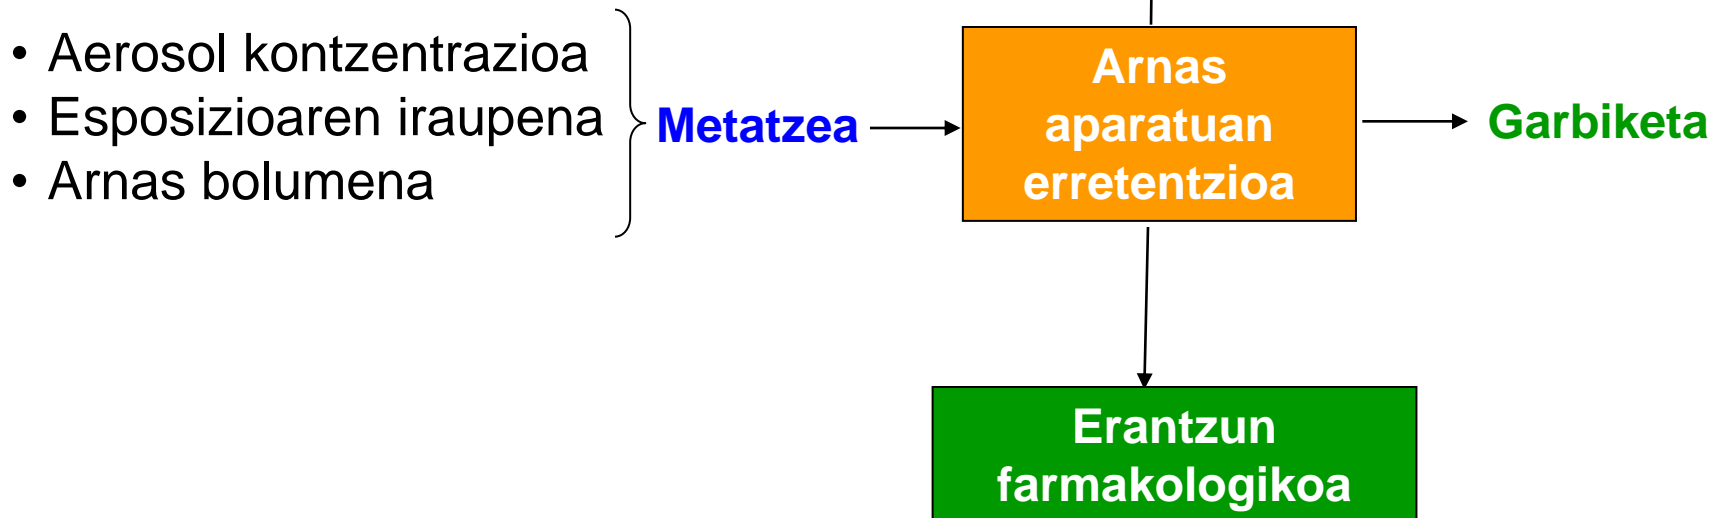 • Aerosol kontzentrazioa
• Esposizioaren iraupena
• Arnas bolumena
Metatzea
Arnas
aparatuan
erretentzioa
Garbiketa
Erantzun
farmakologikoa